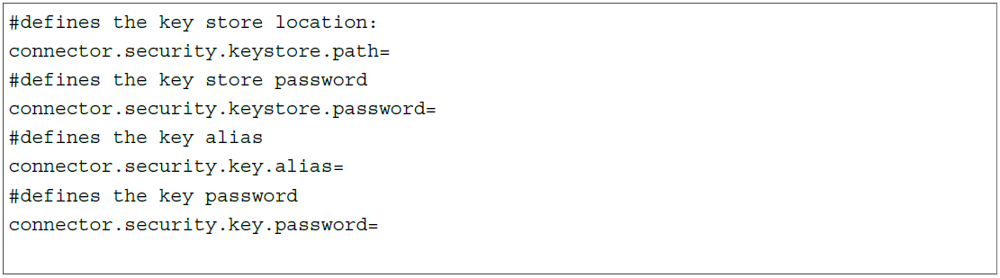 #defines the key store location:
connector.security.keystore.path=
#defines the key store password
connector.security.keystore.password=
#defines the key alias
connector.security.key.alias=
#defines the key password
connector.security.key.password=